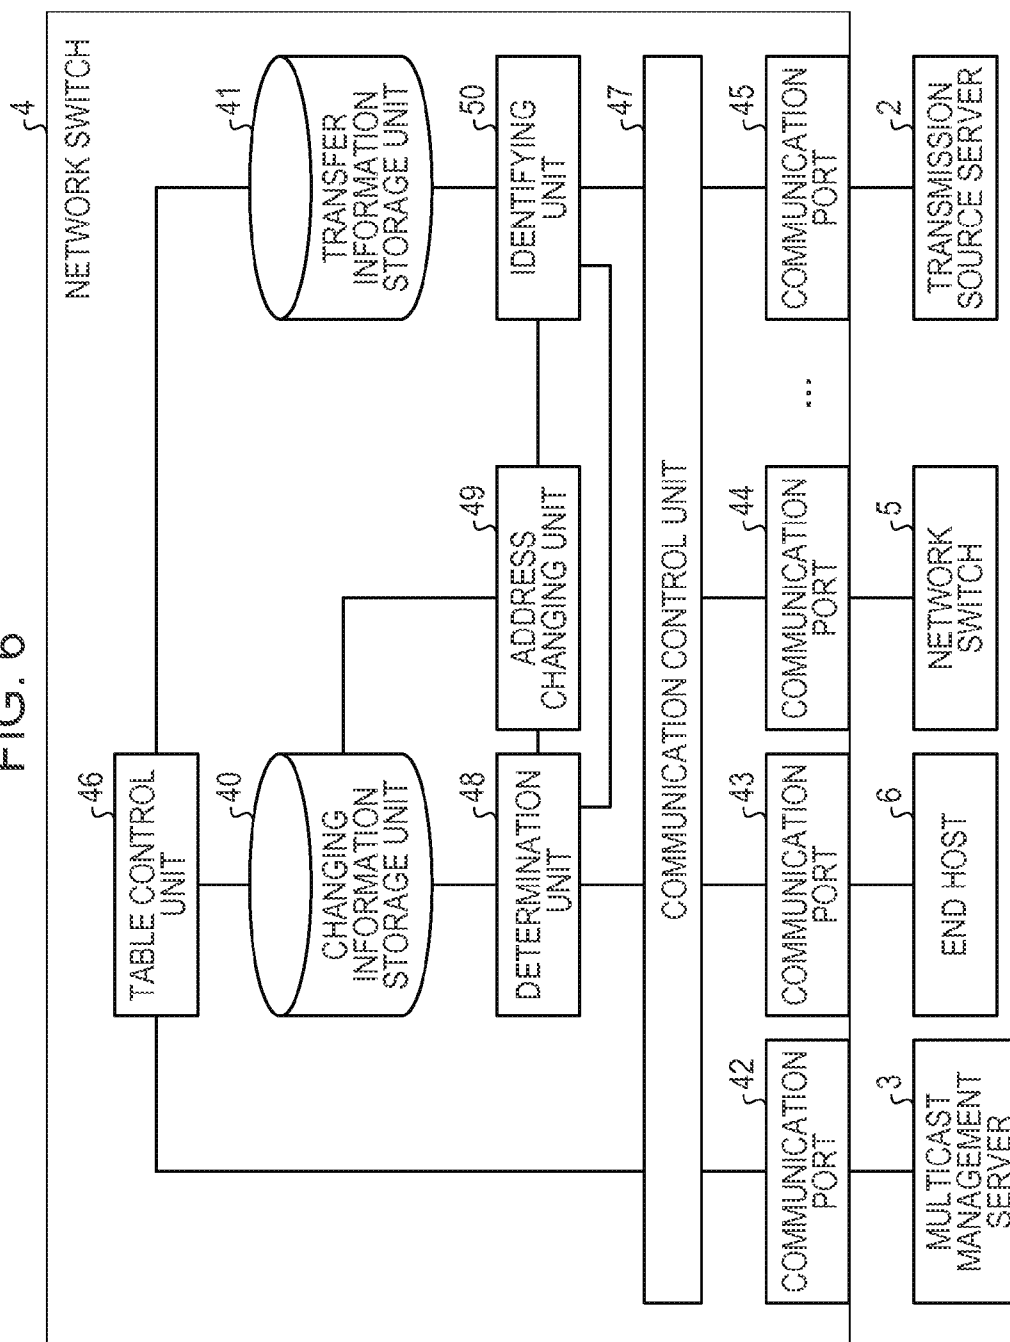 FIG. 6
4
NETWORK SWITCH
46
TABLE CONTROL
UNIT
40
CHANGING
INFORMATION
STORAGE UNIT
41
TRANSFER
INFORMATION
STORAGE UNIT
48
DETERMINATION
UNIT
49
ADDRESS
CHANGING UNIT
50
IDENTIFYING
UNIT
47
COMMUNICATION CONTROL UNIT
42
COMMUNICATION
PORT
43
COMMUNICATION
PORT
44
COMMUNICATION
PORT
...
45
COMMUNICATION
PORT
3
MULTICAST
MANAGEMENT
SERVER
6
END HOST
5
NETWORK
SWITCH
2
TRANSMISSION
SOURCE SERVER